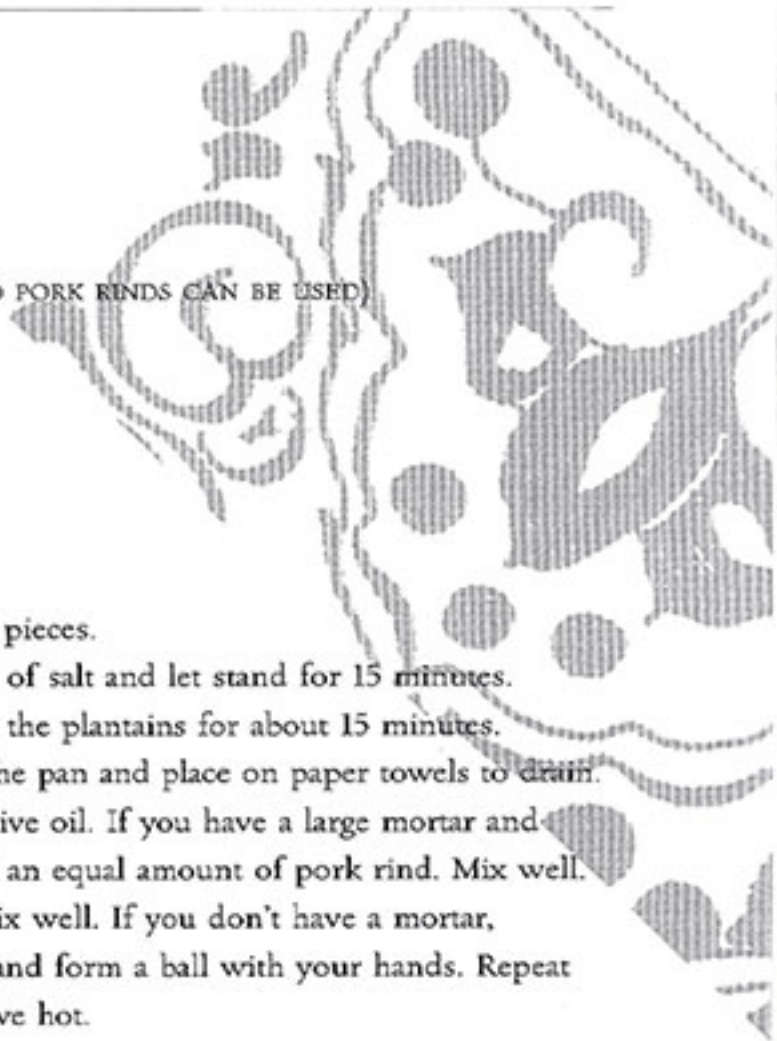 PORK RINDS CAN BE USED)
pieces.
of salt and let stand for 15 minutes.
the plantains for about 15 minutes.
he pan and place on paper towels to drain.
ive oil. If you have a large mortar and
an equal amount of pork rind. Mix well.
ix well. If you don't have a mortar,
and form a ball with your hands. Repeat
ve hot.